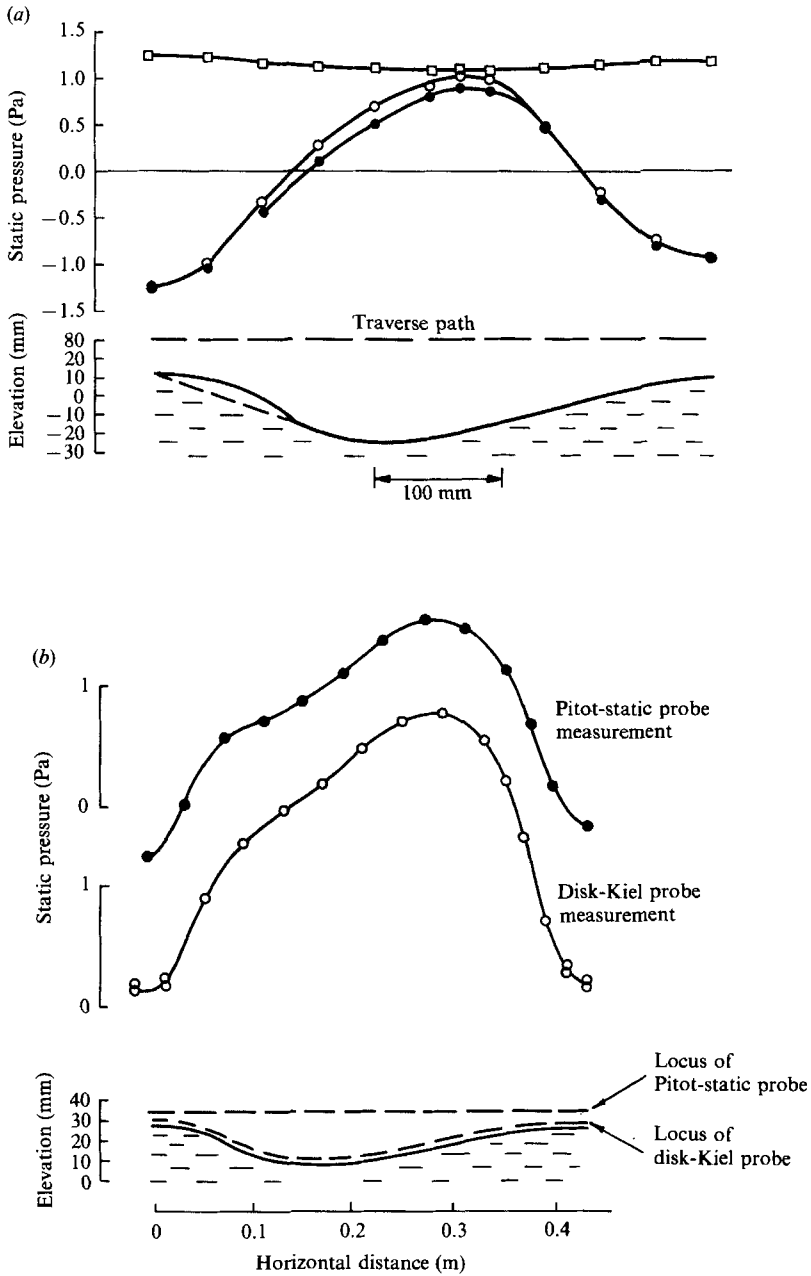 (a)
1.5
1.0
0.5
0.0
−0.5
−1.0
−1.5
Static pressure (Pa)
Traverse path
80
20
10
0
−10
−20
−30
Elevation (mm)
100 mm
(b)
1
0
1
0
Static pressure (Pa)
Pitot-static probe
measurement
Disk-Kiel probe
measurement
Locus of
Pitot-static probe
Locus of
disk-Kiel probe
40
30
20
10
0
Elevation (mm)
0 0.1 0.2 0.3 0.4
Horizontal distance (m)